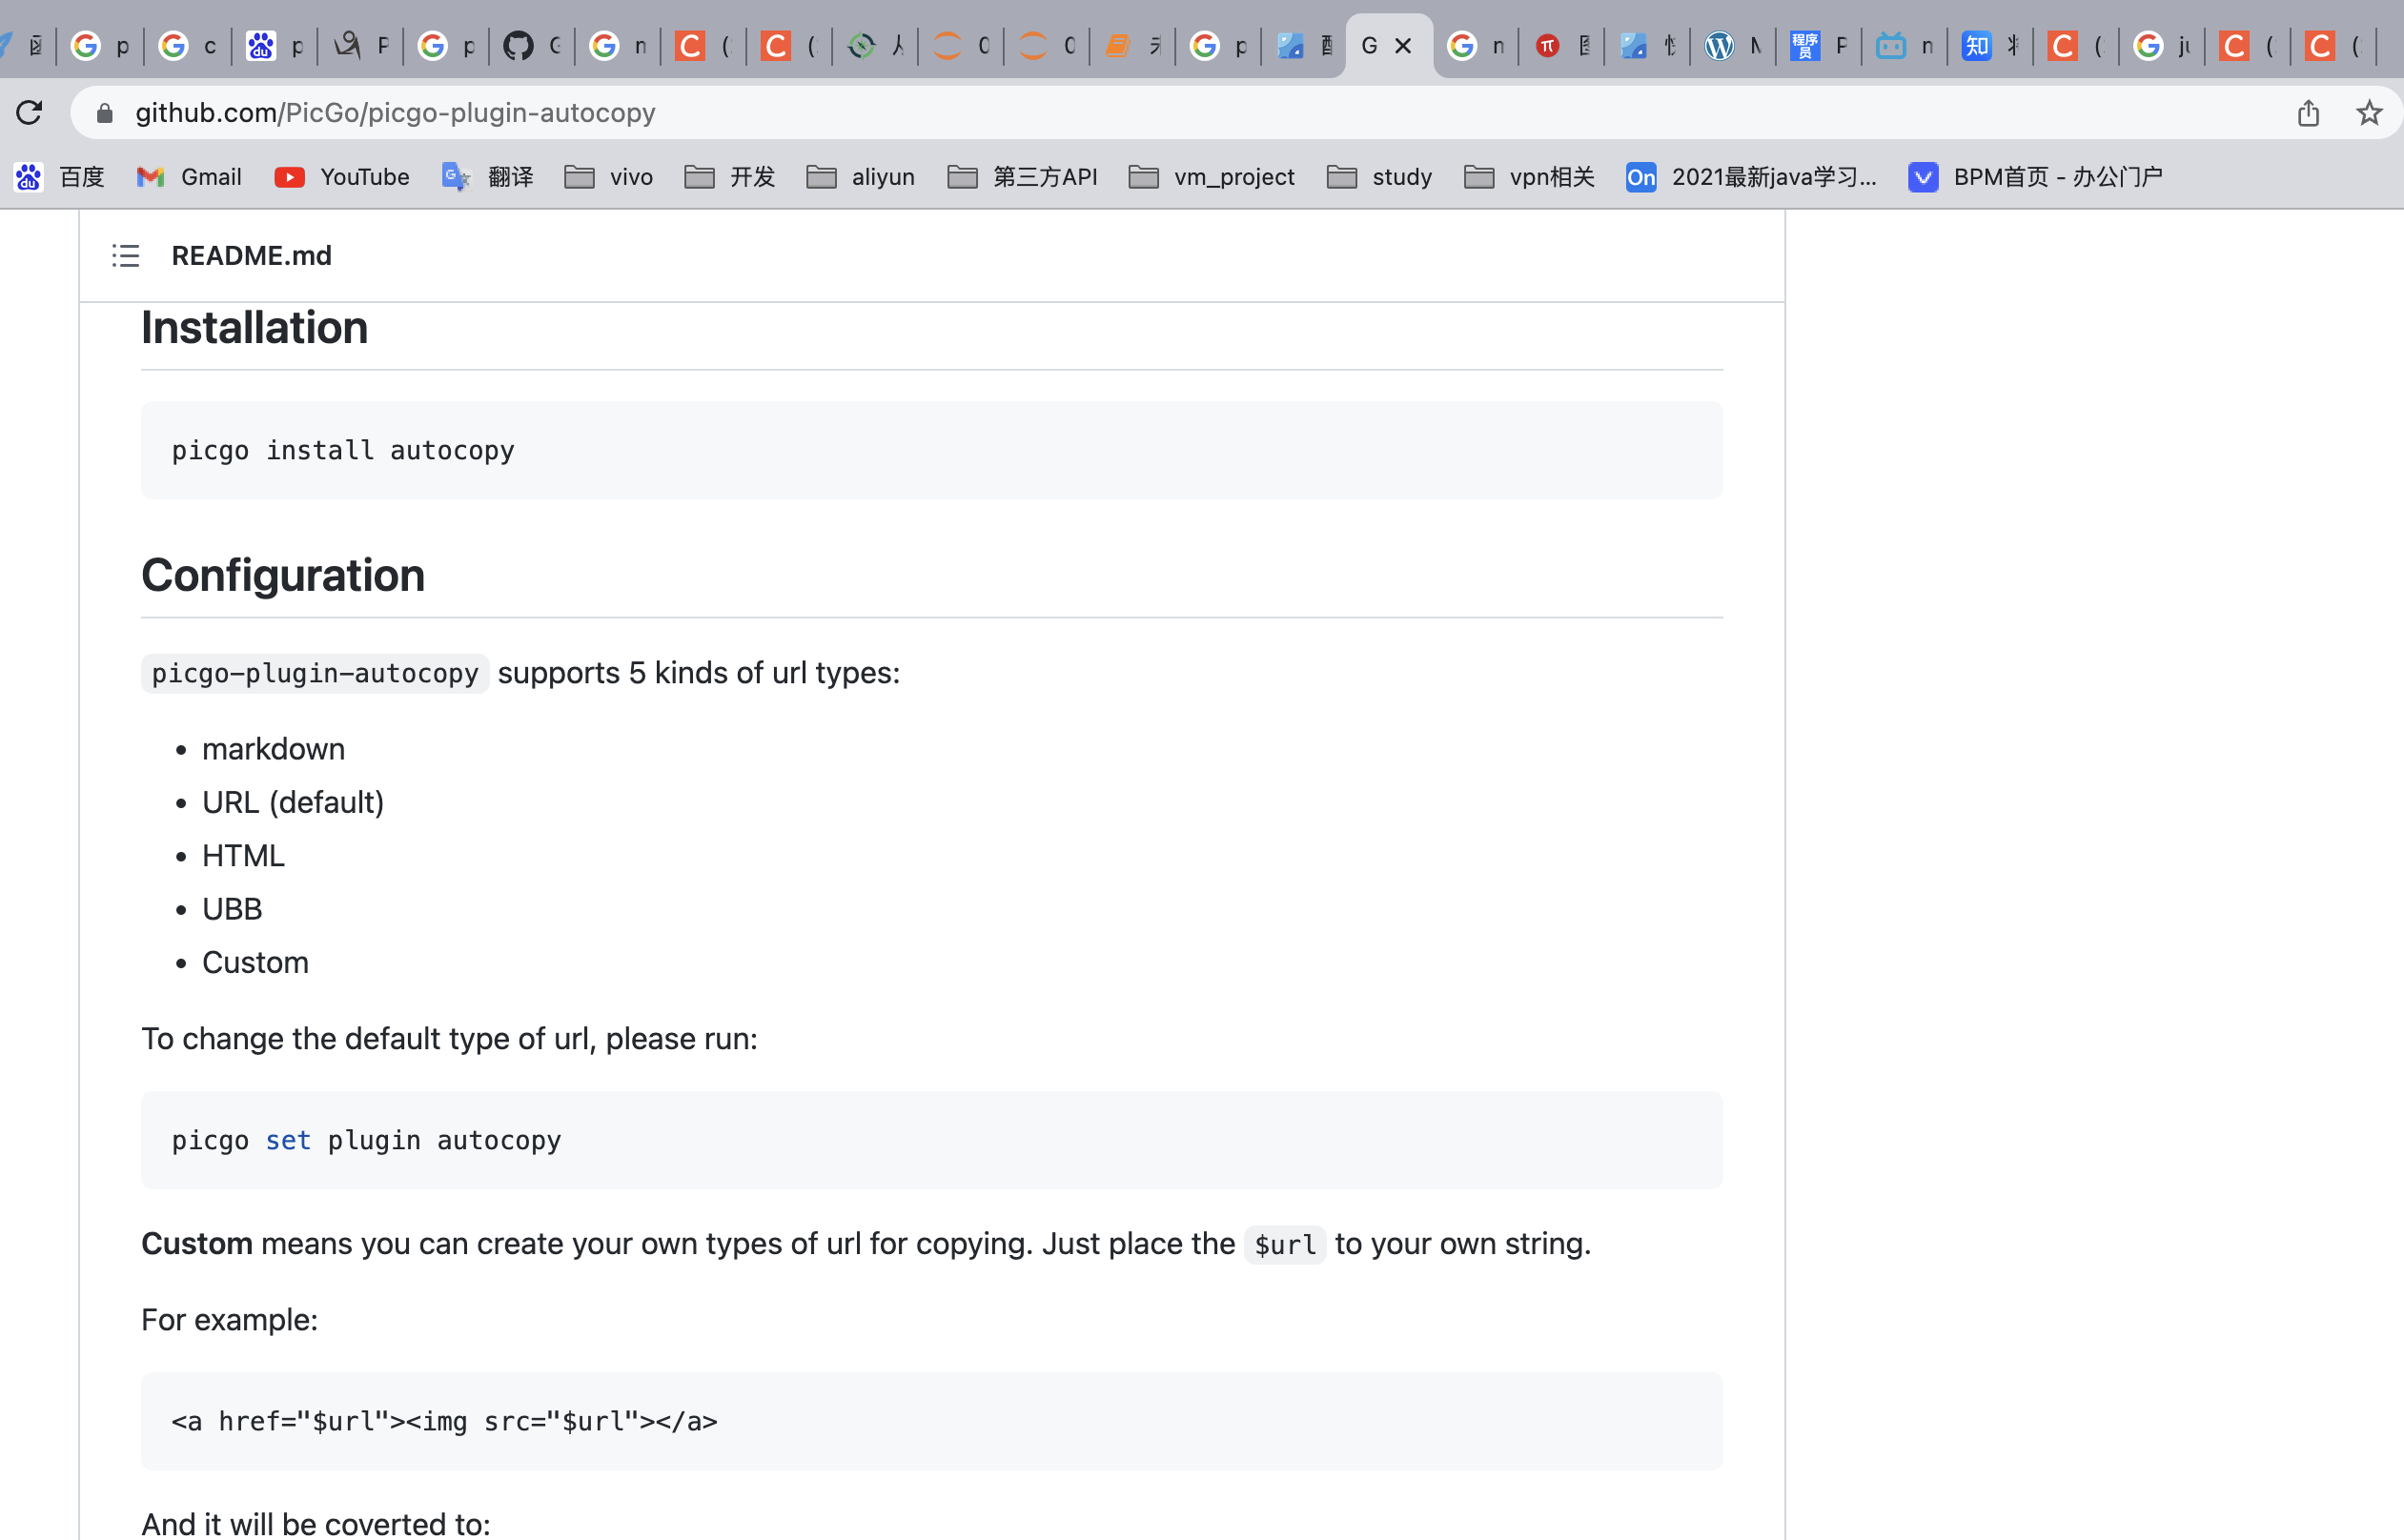 p
c
p
P
p
G
n
C (
C (
p
G
n
π
M
程序员 P
n
知
C (
C (
C (
github.com/PicGo/picgo-plugin-autocopy
百度 Gmail YouTube 翻译 vivo 开发 aliyun 第三方API vm_project study vpn相关 On 2021最新java学习... BPM首页 - 办公门户
README.md
Installation
picgo install autocopy
Configuration
picgo-plugin-autocopy supports 5 kinds of url types:
• markdown
• URL (default)
• HTML
• UBB
• Custom
To change the default type of url, please run:
picgo set plugin autocopy
Custom means you can create your own types of url for copying. Just place the $url to your own string.
For example:
<a href="$url"><img src="$url"></a>
And it will be coverted to: